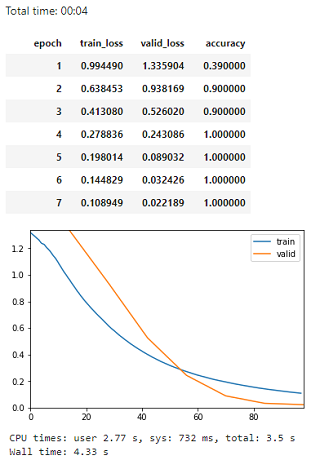 Total time: 00:04
epoch train_loss valid_loss accuracy
1 0.994490 1.335904 0.390000
2 0.638453 0.938169 0.900000
3 0.413080 0.526020 0.900000
4 0.278836 0.243086 1.000000
5 0.198014 0.089032 1.000000
6 0.144829 0.032426 1.000000
7 0.108949 0.022189 1.000000
train
valid
1.2
1.0
0.8
0.6
0.4
0.2
0.0
0 20 40 60 80
CPU times: user 2.77 s, sys: 732 ms, total: 3.5 s
Wall time: 4.33 s